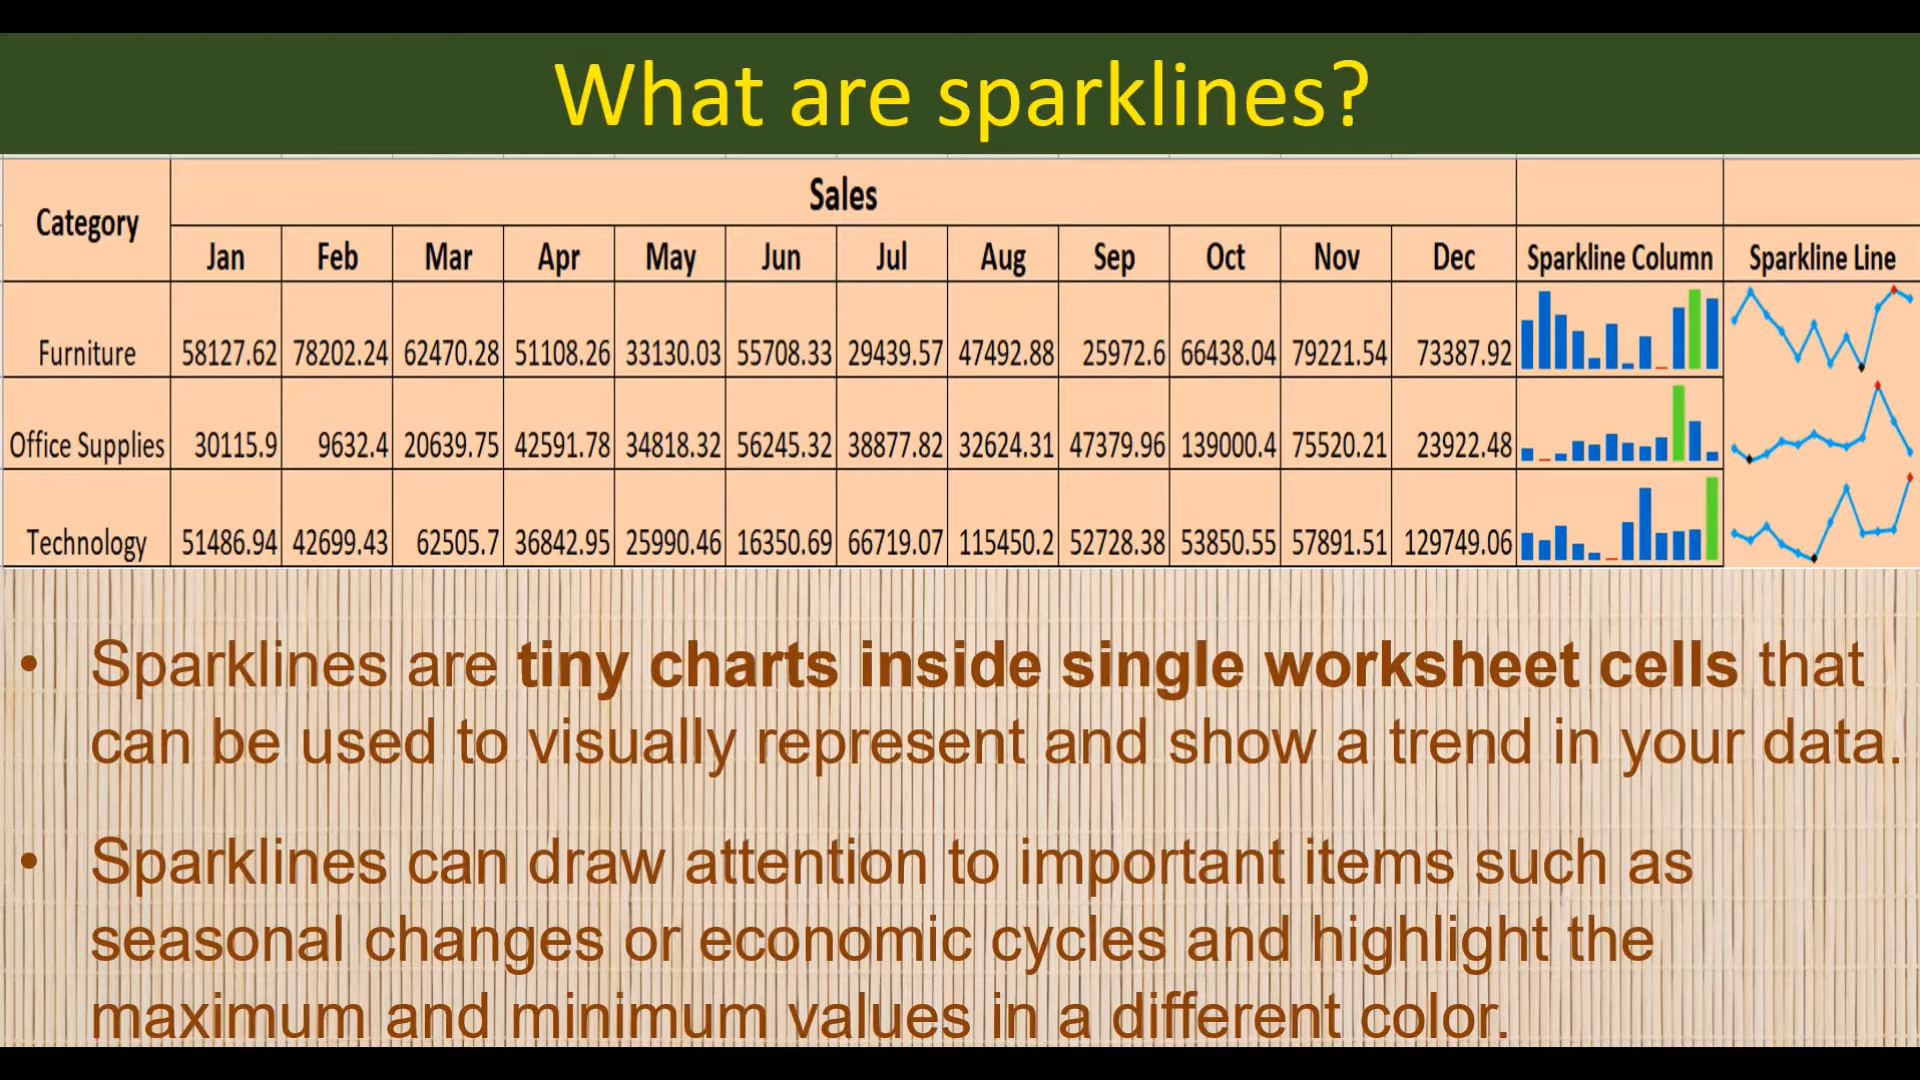 What are sparklines?
Sales
Category
Jan Feb Mar Apr May Jun Jul Aug Sep Oct Nov Dec Sparkline Column Sparkline Line
Furniture 58127.62 78202.24 62470.28 51108.26 33130.03 55708.33 29439.57 47492.88 25972.6 66438.04 79221.54 73387.92
Office Supplies 30115.9 9632.4 20639.75 42591.78 34818.32 56245.32 38877.82 32624.31 47379.96 139000.4 75520.21 23922.48
Technology 51486.94 42699.43 62505.7 36842.95 25990.46 16350.69 66719.07 115450.2 52728.38 53850.55 57891.51 129749.06
• Sparklines are tiny charts inside single worksheet cells that
can be used to visually represent and show a trend in your data.
• Sparklines can draw attention to important items such as
seasonal changes or economic cycles and highlight the
maximum and minimum values in a different color.